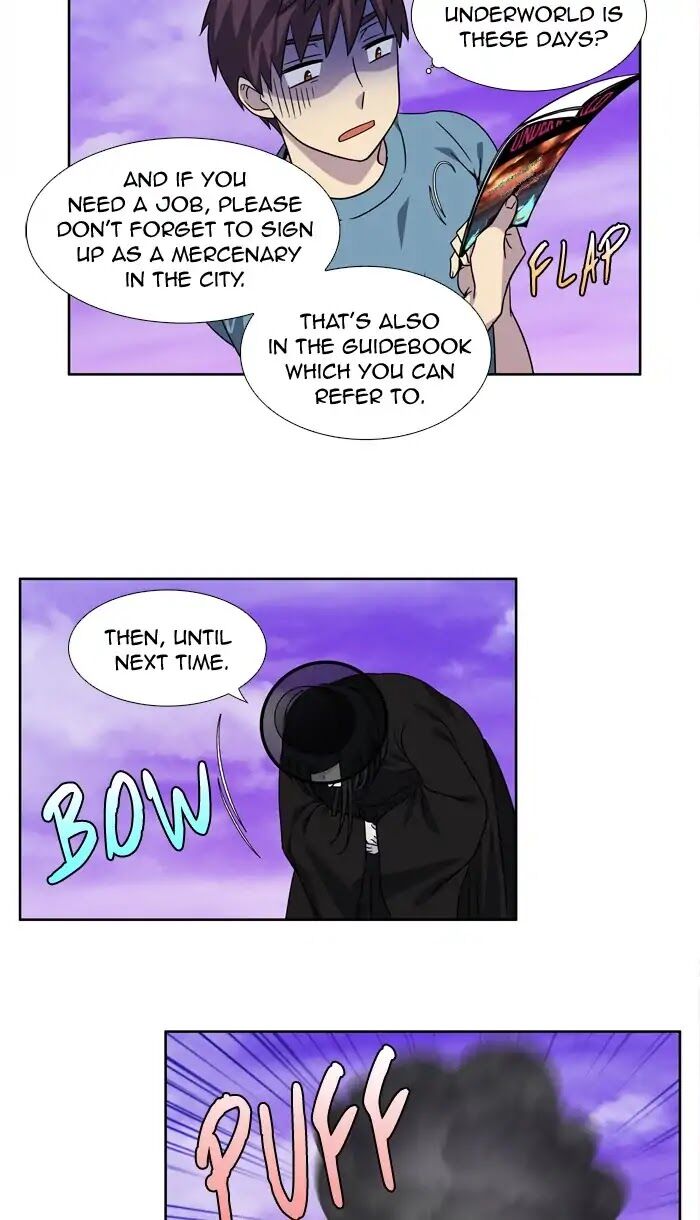 UNDERWORLD IS
THESE DAYS?
UNDERWORLD
AND IF YOU
NEED A JOB, PLEASE
DON'T FORGET TO SIGN
UP AS A MERCENARY
IN THE CITY.
FLAP
THAT'S ALSO
IN THE GUIDEBOOK
WHICH YOU CAN
REFER TO.
THEN, UNTIL
NEXT TIME.
BOW
PUFF